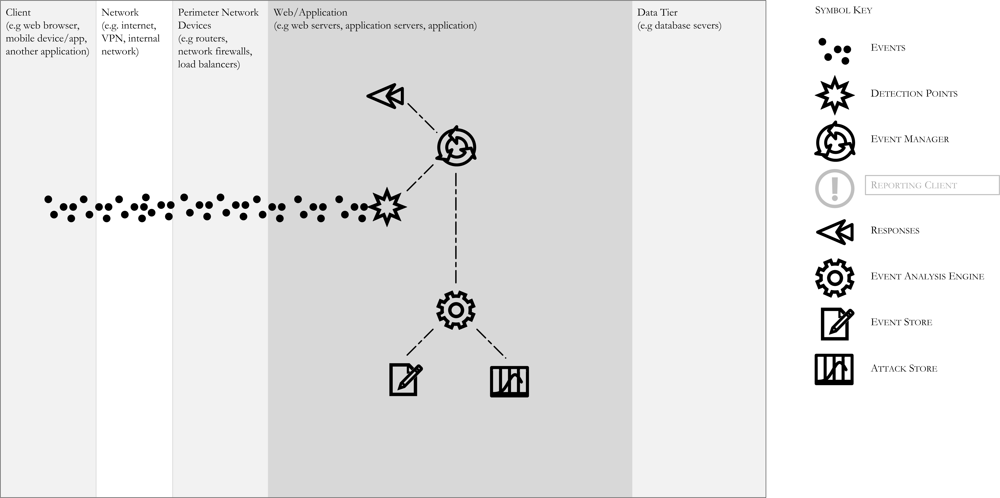 Client
(e.g web browser,
mobile device/app,
another application)
Network
(e.g. internet,
VPN, internal
network)
Perimeter Network
Devices
(e.g routers,
network firewalls,
load balancers)
Web/Application
(e.g web servers, application servers, application)
Data Tier
(e.g database severs)
Symbol Key
Events
Detection Points
Event Manager
Reporting Client
Responses
Event Analysis Engine
Event Store
Attack Store